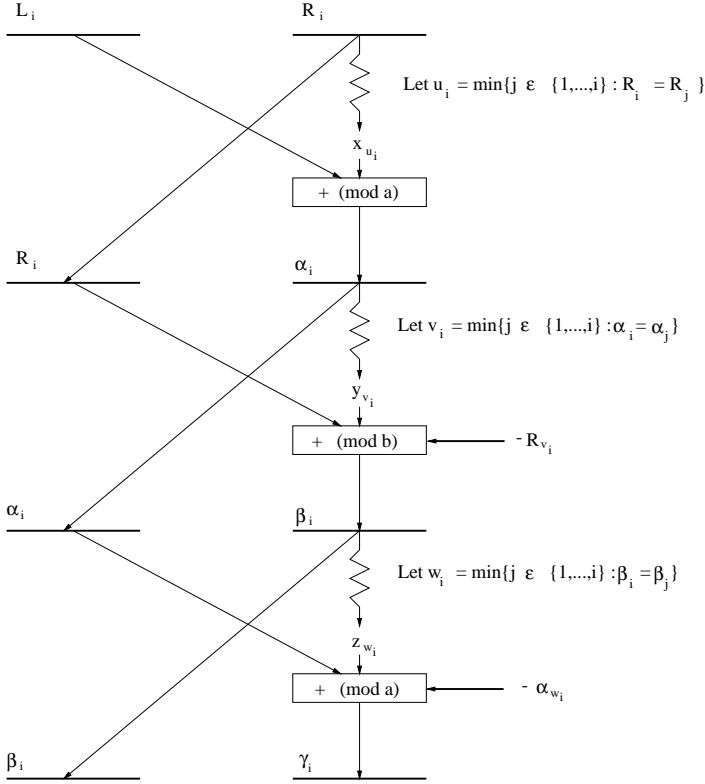 L i R i
Let u i = min{j ε {1,...,i} : R i = R j }
x u i
+ (mod a)
R i α i
Let v i = min{j ε {1,...,i} : α i = α j }
y v i
+ (mod b) - R v i
α i β i
Let w i = min{j ε {1,...,i} : β i = β j }
z w i
+ (mod a) - α w i
β i γ i